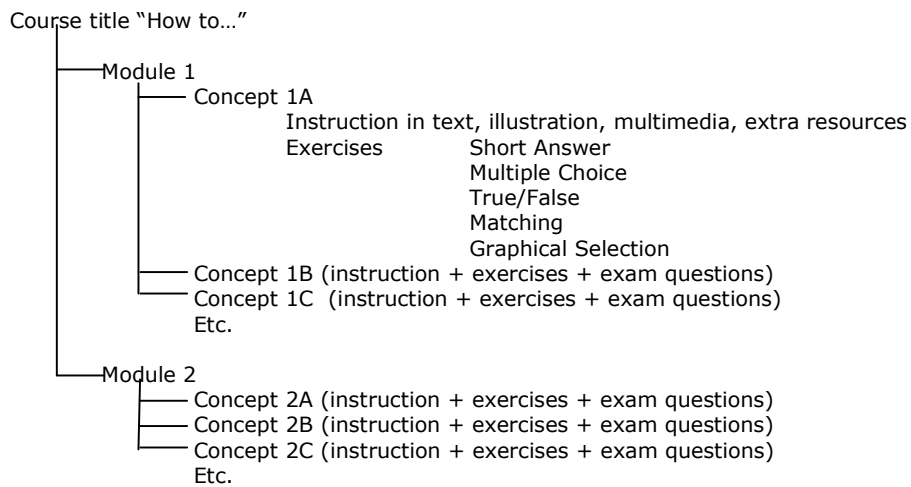 Course title “How to…”
Module 1
Concept 1A
Instruction in text, illustration, multimedia, extra resources
Exercises Short Answer
Multiple Choice
True/False
Matching
Graphical Selection
Concept 1B (instruction + exercises + exam questions)
Concept 1C (instruction + exercises + exam questions)
Etc.
Module 2
Concept 2A (instruction + exercises + exam questions)
Concept 2B (instruction + exercises + exam questions)
Concept 2C (instruction + exercises + exam questions)
Etc.